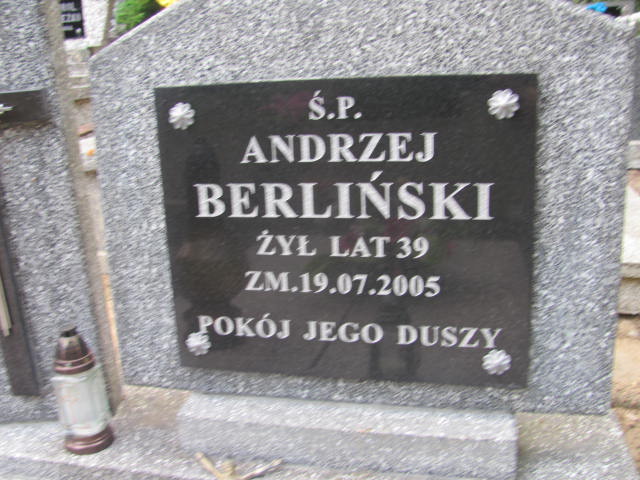 Ś.P.
ANDRZEJ
BERLIŃSKI
ŻYŁ LAT 39
ZM.19.07.2005
POKÓJ JEGO DUSZY